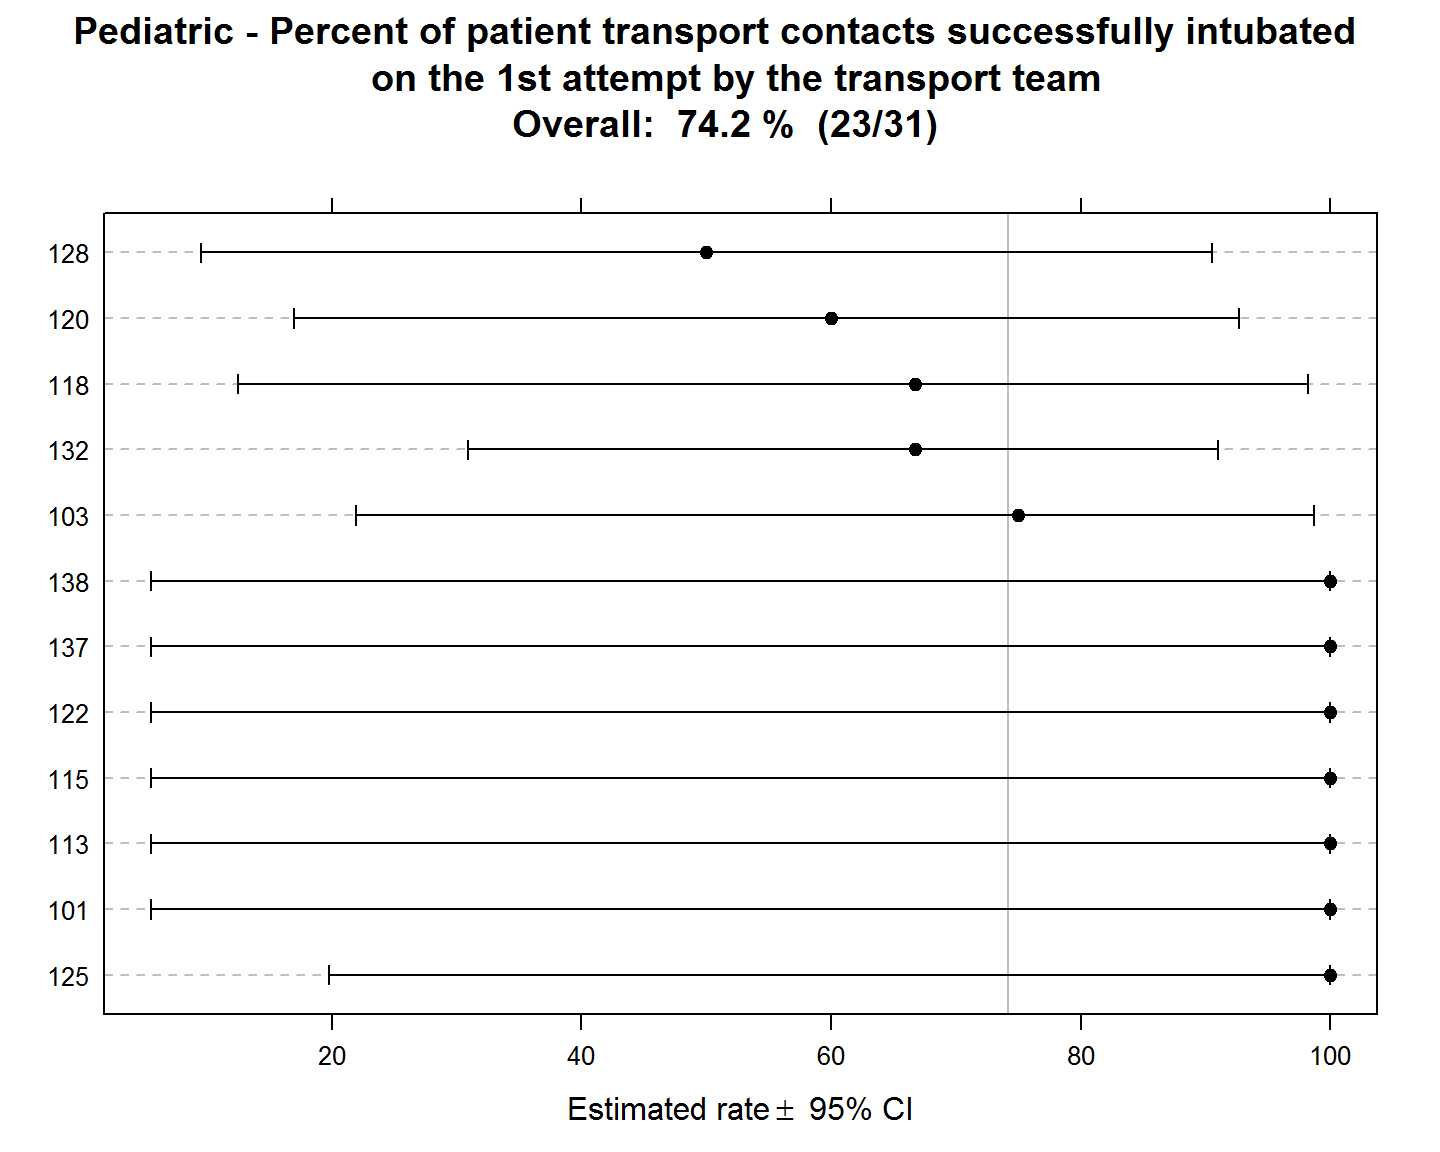 Pediatric - Percent of patient transport contacts successfully intubated
on the 1st attempt by the transport team
Overall: 74.2 % (23/31)
128
120
118
132
103
138
137
122
115
113
101
125
20 40 60 80 100
Estimated rate ± 95% CI